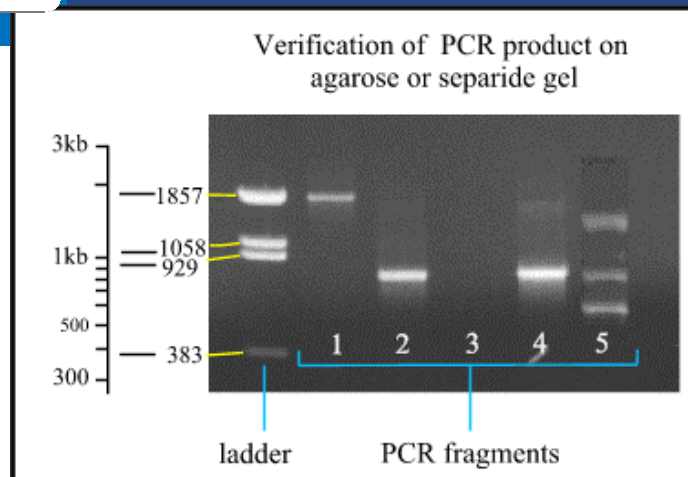 Verification of PCR product on
agarose or separide gel
3kb
1857
1058
1kb
929
500
383
300
1 2 3 4 5
ladder
PCR fragments